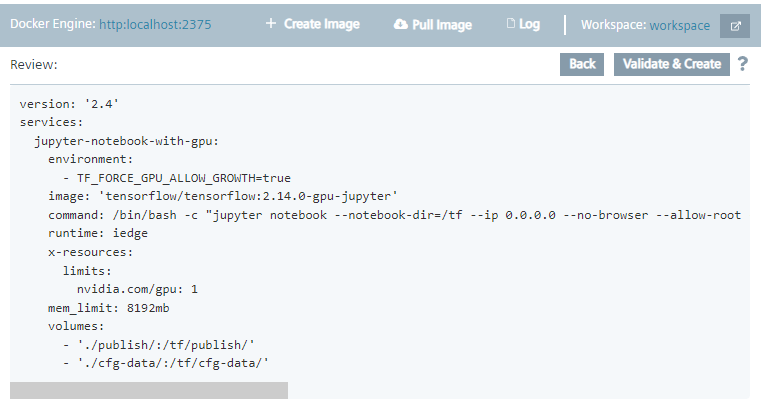 Docker Engine: http:localhost:2375 + Create Image Pull Image Log Workspace: workspace
Review: Back Validate & Create ?
version: '2.4'
services:
  jupyter-notebook-with-gpu:
    environment:
      - TF_FORCE_GPU_ALLOW_GROWTH=true
    image: 'tensorflow/tensorflow:2.14.0-gpu-jupyter'
    command: /bin/bash -c "jupyter notebook --notebook-dir=/tf --ip 0.0.0.0 --no-browser --allow-root
    runtime: iedge
    x-resources:
      limits:
        nvidia.com/gpu: 1
    mem_limit: 8192mb
    volumes:
      - './publish/:/tf/publish/'
      - './cfg-data/:/tf/cfg-data/'